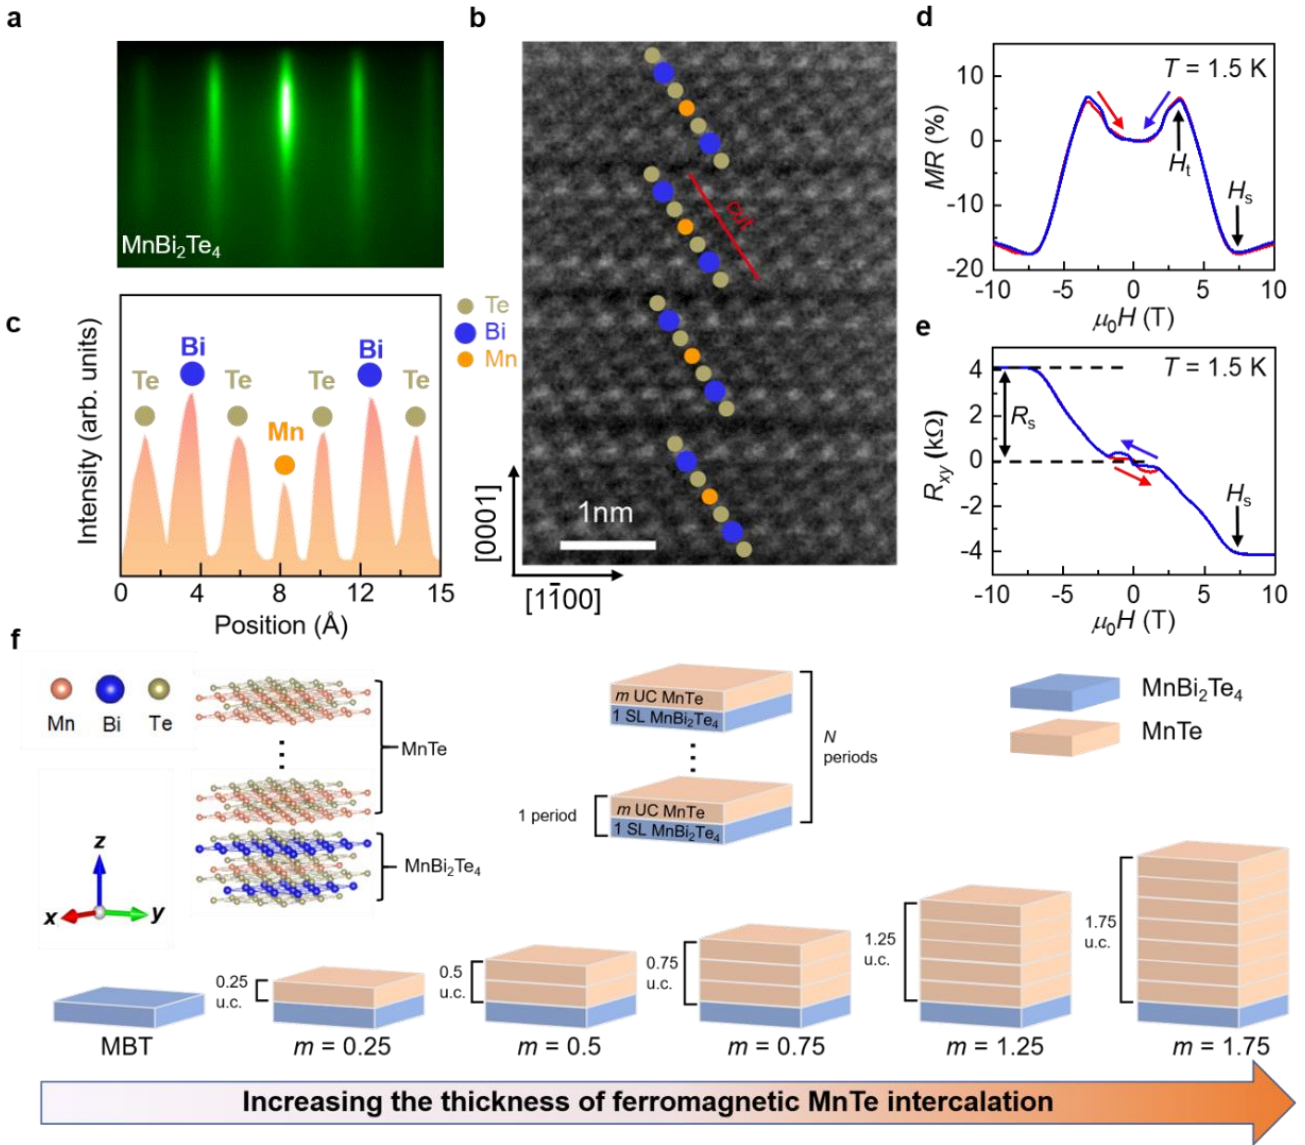 a
MnBi₂Te₄
b
cut
1nm
[0001]
[11̄00]
Te
Bi
Mn
c
Intensity (arb. units)
Te
Bi
Te
Mn
Te
Bi
Te
0 4 8 12 15
Position (Å)
d
T = 1.5 K
MR (%)
10
0
-10
-20
Hₜ
Hₛ
-10 -5 0 5 10
μ₀H (T)
e
T = 1.5 K
Rₓᵧ (kΩ)
4
2
0
-2
-4
Rₛ
Hₛ
-10 -5 0 5 10
μ₀H (T)
f
Mn Bi Te
MnTe
MnBi₂Te₄
z
x
y
m UC MnTe
1 SL MnBi₂Te₄
m UC MnTe
1 SL MnBi₂Te₄
1 period
N
periods
MnBi₂Te₄
MnTe
0.25
u.c.
0.5
u.c.
0.75
u.c.
1.25
u.c.
1.75
u.c.
MBT
m = 0.25
m = 0.5
m = 0.75
m = 1.25
m = 1.75
Increasing the thickness of ferromagnetic MnTe intercalation